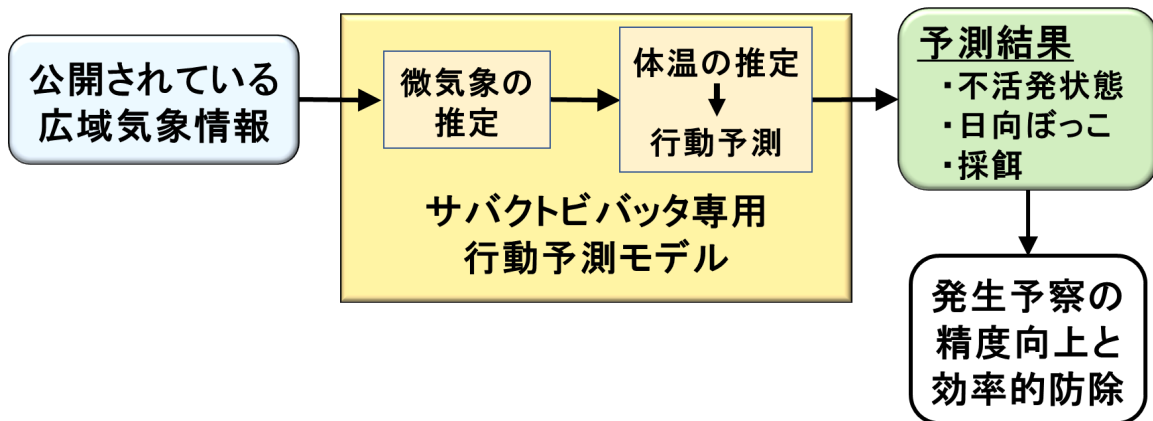 公開されている
広域気象情報
微気象の
推定
体温の推定
行動予測
サバクトビバッタ専用
行動予測モデル
予測結果
・不活発状態
・日向ぼっこ
・採餌
発生予察の
精度向上と
効率的防除